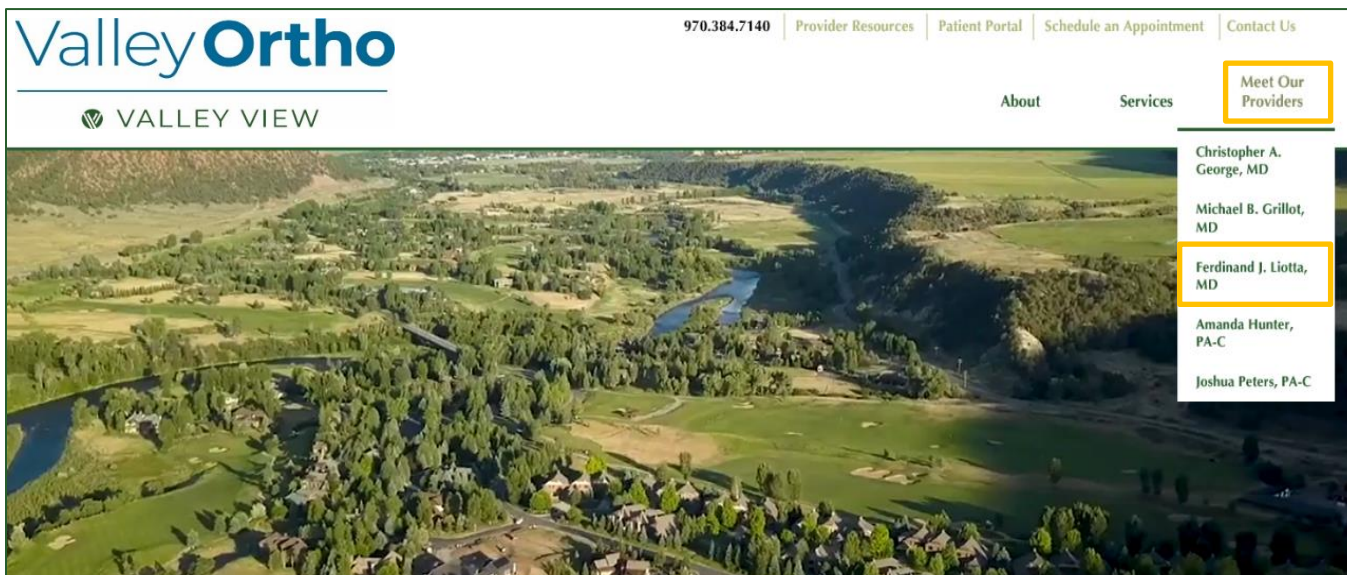 Valley Ortho
VALLEY VIEW
970.384.7140 Provider Resources Patient Portal Schedule an Appointment Contact Us
About Services Meet Our
Providers
Christopher A.
George, MD
Michael B. Grillot,
MD
Ferdinand J. Liotta,
MD
Amanda Hunter,
PA-C
Joshua Peters, PA-C